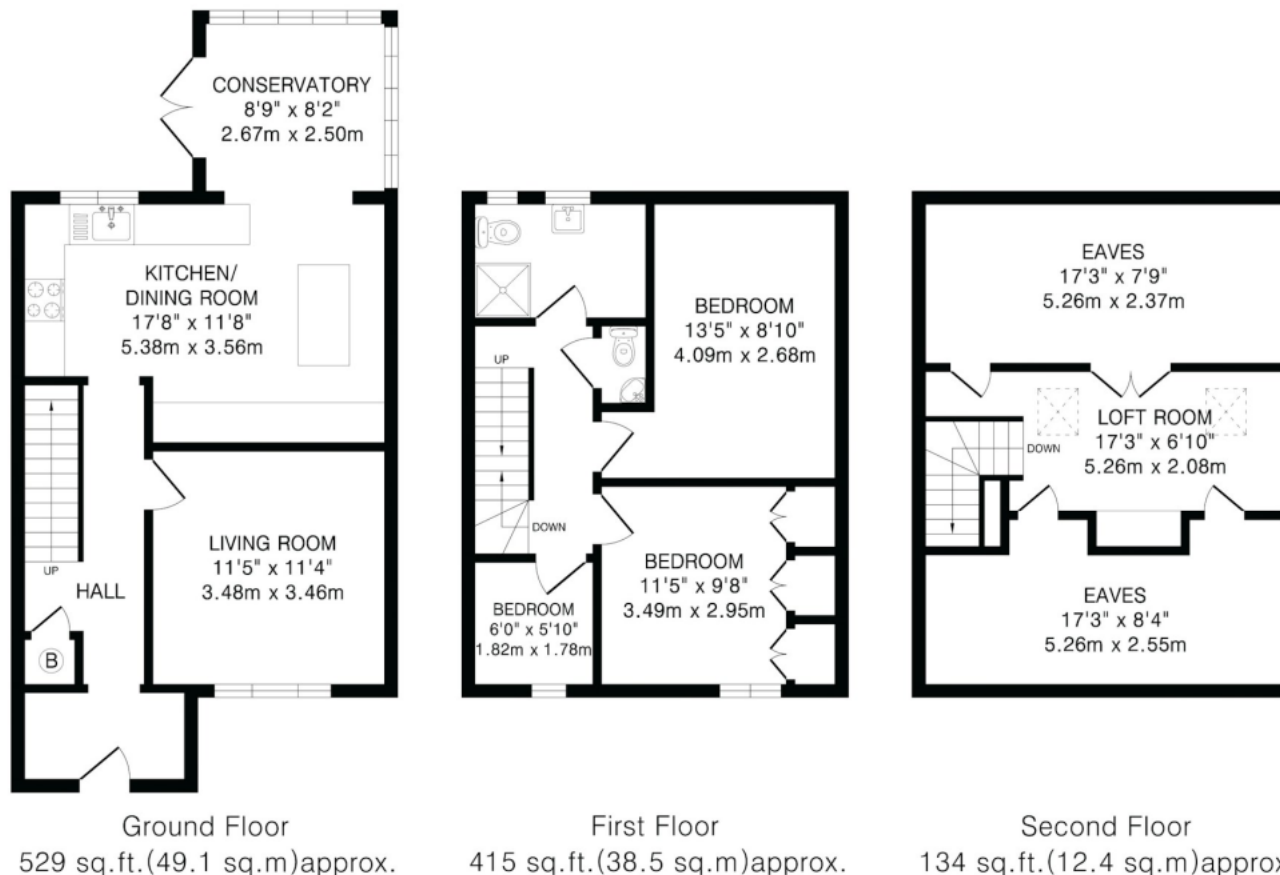 CONSERVATORY
8'9" x 8'2"
2.67m x 2.50m
KITCHEN/
DINING ROOM
17'8" x 11'8"
5.38m x 3.56m
LIVING ROOM
11'5" x 11'4"
3.48m x 3.46m
UP
HALL
B
Ground Floor
529 sq.ft.(49.1 sq.m)approx.
BEDROOM
13'5" x 8'10"
4.09m x 2.68m
UP
DOWN
BEDROOM
11'5" x 9'8"
3.49m x 2.95m
BEDROOM
6'0" x 5'10"
1.82m x 1.78m
First Floor
415 sq.ft.(38.5 sq.m)approx.
EAVES
17'3" x 7'9"
5.26m x 2.37m
LOFT ROOM
17'3" x 6'10"
5.26m x 2.08m
DOWN
EAVES
17'3" x 8'4"
5.26m x 2.55m
Second Floor
134 sq.ft.(12.4 sq.m)approx